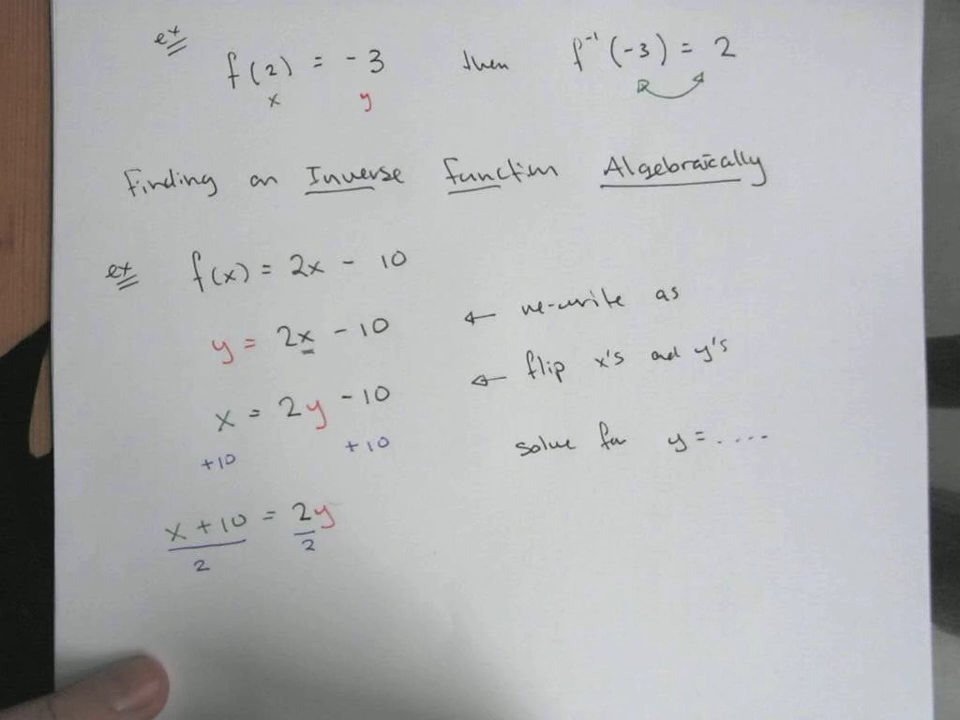 ex f(2) = -3 then f⁻¹(-3) = 2
x y
Finding an Inverse Function Algebraically
ex f(x) = 2x - 10
y = 2x - 10 ← re-write as
x = 2y - 10 ← flip x's and y's
+10 +10 solve for y = ....
x + 10 = 2y
2 2